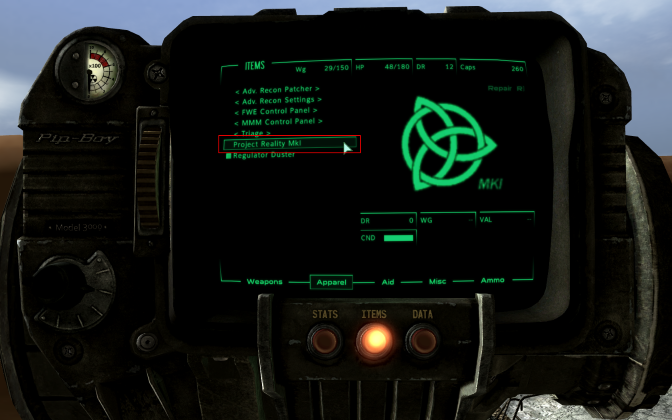 ITEMS Wg 29/150 HP 48/180 DR 12 Caps 260
x100
< Adv. Recon Patcher >
Repair
< Adv. Recon Settings >
< FWE Control Panel >
< MMM Control Panel >
< Triage >
Project Reality MkI
Regulator Duster
Pip-Boy
MKI
Model 3000
DR 0 WG -- VAL --
CND
Weapons Apparel Aid Misc Ammo
STATS ITEMS DATA